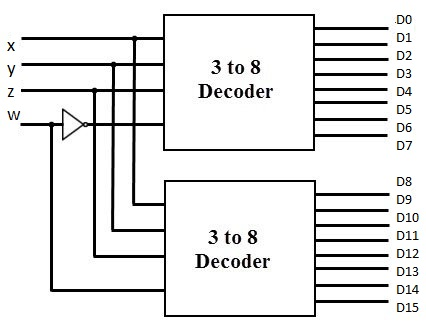 x
y
z
w
3 to 8
Decoder
D0
D1
D2
D3
D4
D5
D6
D7
3 to 8
Decoder
D8
D9
D10
D11
D12
D13
D14
D15